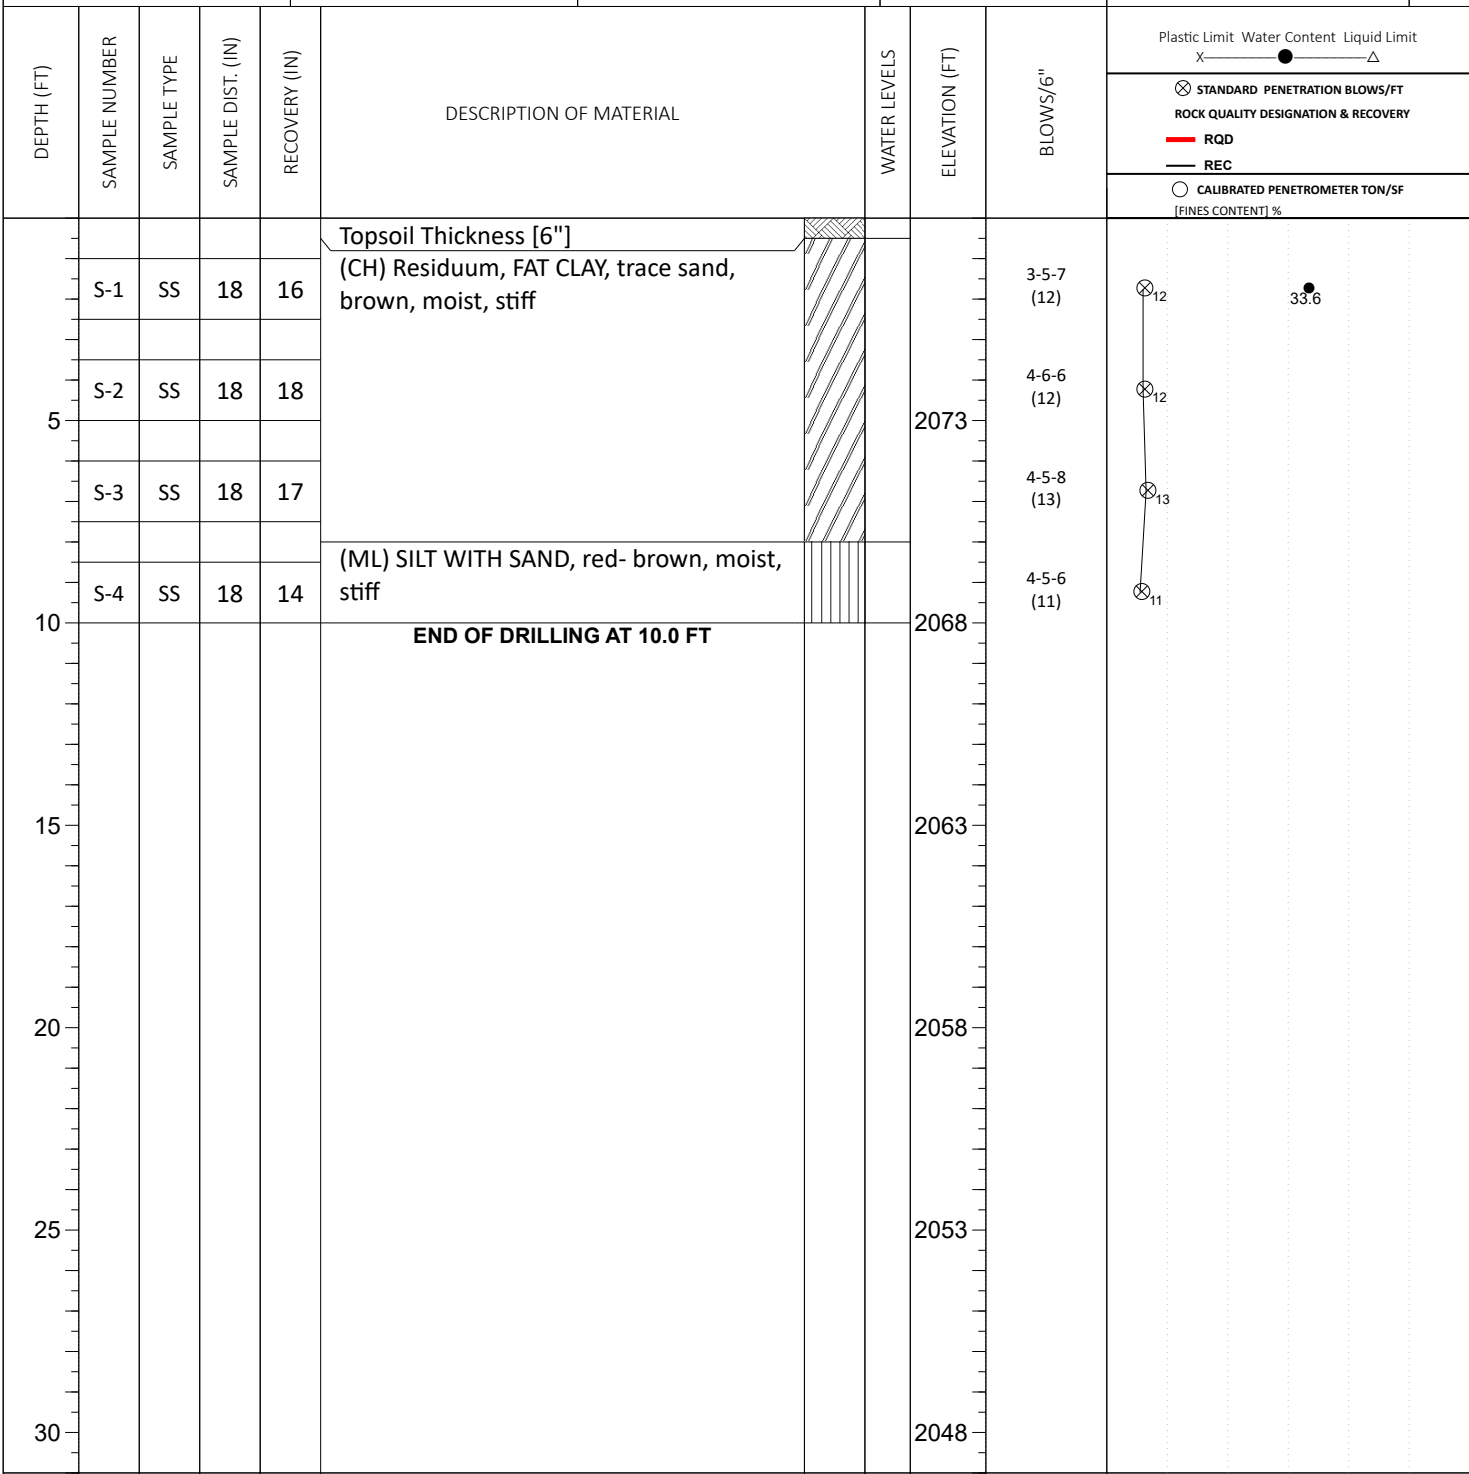 DEPTH (FT)
SAMPLE NUMBER
SAMPLE TYPE
SAMPLE DIST. (IN)
RECOVERY (IN)
DESCRIPTION OF MATERIAL
WATER LEVELS
ELEVATION (FT)
BLOWS/6"
Plastic Limit Water Content Liquid Limit
X
STANDARD PENETRATION BLOWS/FT
ROCK QUALITY DESIGNATION & RECOVERY
RQD
REC
CALIBRATED PENETROMETER TON/SF
[FINES CONTENT] %
Topsoil Thickness [6"]
(CH) Residuum, FAT CLAY, trace sand,
brown, moist, stiff
S-1 SS 18 16
3-5-7
(12)
12
33.6
S-2 SS 18 18
4-6-6
(12)
12
5
2073
S-3 SS 18 17
4-5-8
(13)
13
(ML) SILT WITH SAND, red- brown, moist,
stiff
S-4 SS 18 14
4-5-6
(11)
11
10
2068
END OF DRILLING AT 10.0 FT
15
2063
20
2058
25
2053
30
2048